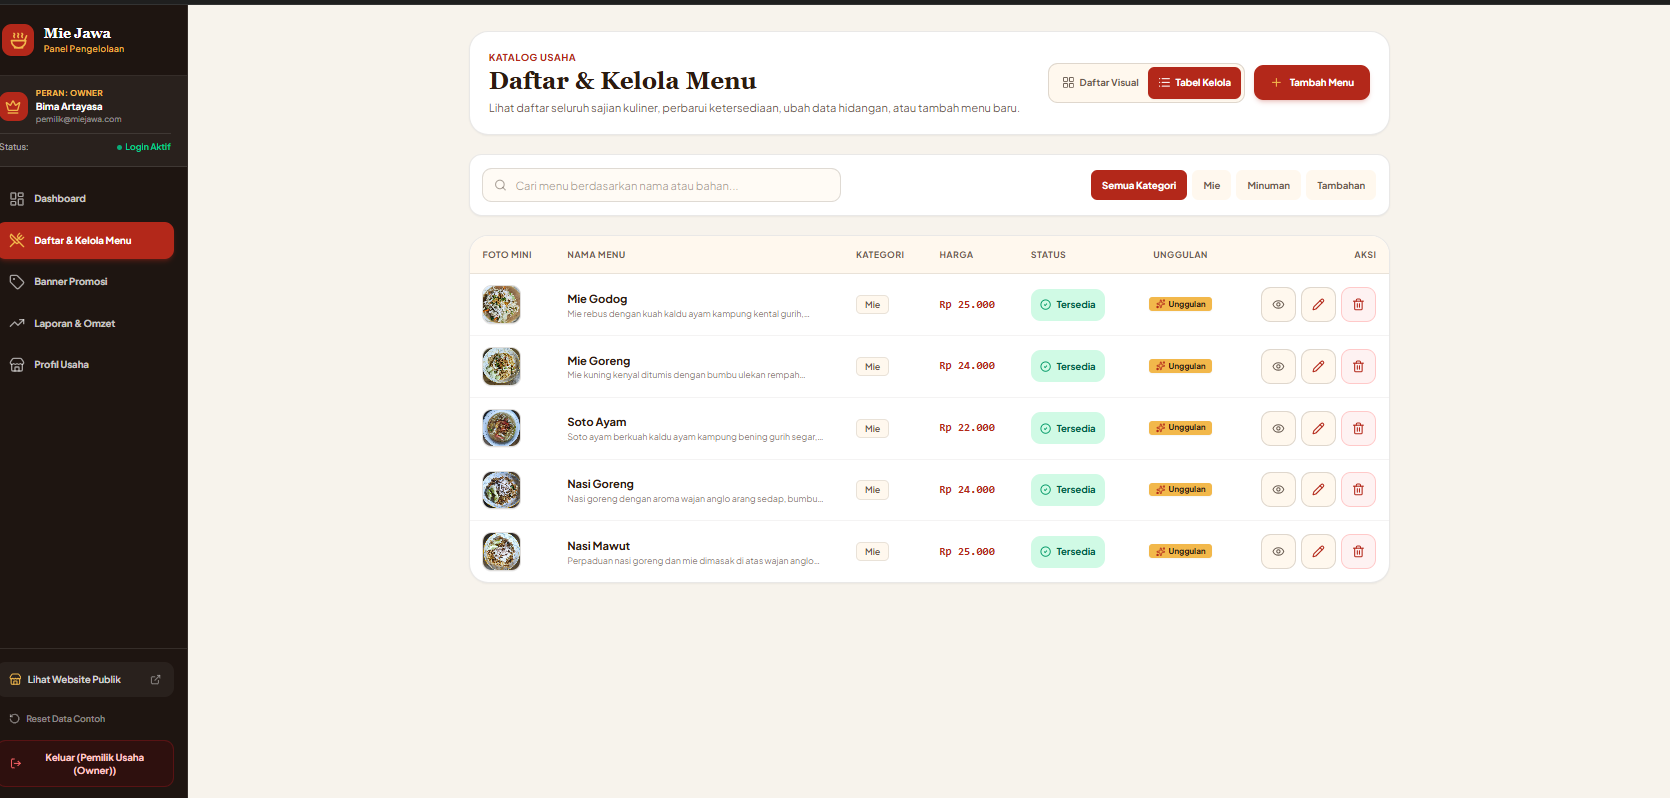 Mie Jawa
Panel Pengelolaan
PERAN: OWNER
Bima Artayasa
pemilik@miejawa.com
Status:
Login Aktif
Dashboard
Daftar & Kelola Menu
Banner Promosi
Laporan & Omzet
Profil Usaha
Lihat Website Publik
Reset Data Contoh
Keluar (Pemilik Usaha
(Owner))
KATALOG USAHA
Daftar & Kelola Menu
Lihat daftar seluruh sajian kuliner, perbarui ketersediaan, ubah data hidangan, atau tambah menu baru.
Daftar Visual
Tabel Kelola
Tambah Menu
Cari menu berdasarkan nama atau bahan...
Semua Kategori
Mie
Minuman
Tambahan
FOTO MINI NAMA MENU KATEGORI HARGA STATUS UNGGULAN AKSI
Mie Godog
Mie rebus dengan kuah kaldu ayam kampung kental gurih,...
Mie Rp 25.000 Tersedia Unggulan
Mie Goreng
Mie kuning kenyal ditumis dengan bumbu ulekan rempah...
Mie Rp 24.000 Tersedia Unggulan
Soto Ayam
Soto ayam berkuah kaldu ayam kampung bening gurih segar,...
Mie Rp 22.000 Tersedia Unggulan
Nasi Goreng
Nasi goreng dengan aroma wajan anglo arang sedap, bumbu...
Mie Rp 24.000 Tersedia Unggulan
Nasi Mawut
Perpaduan nasi goreng dan mie dimasak di atas wajan anglo...
Mie Rp 25.000 Tersedia Unggulan